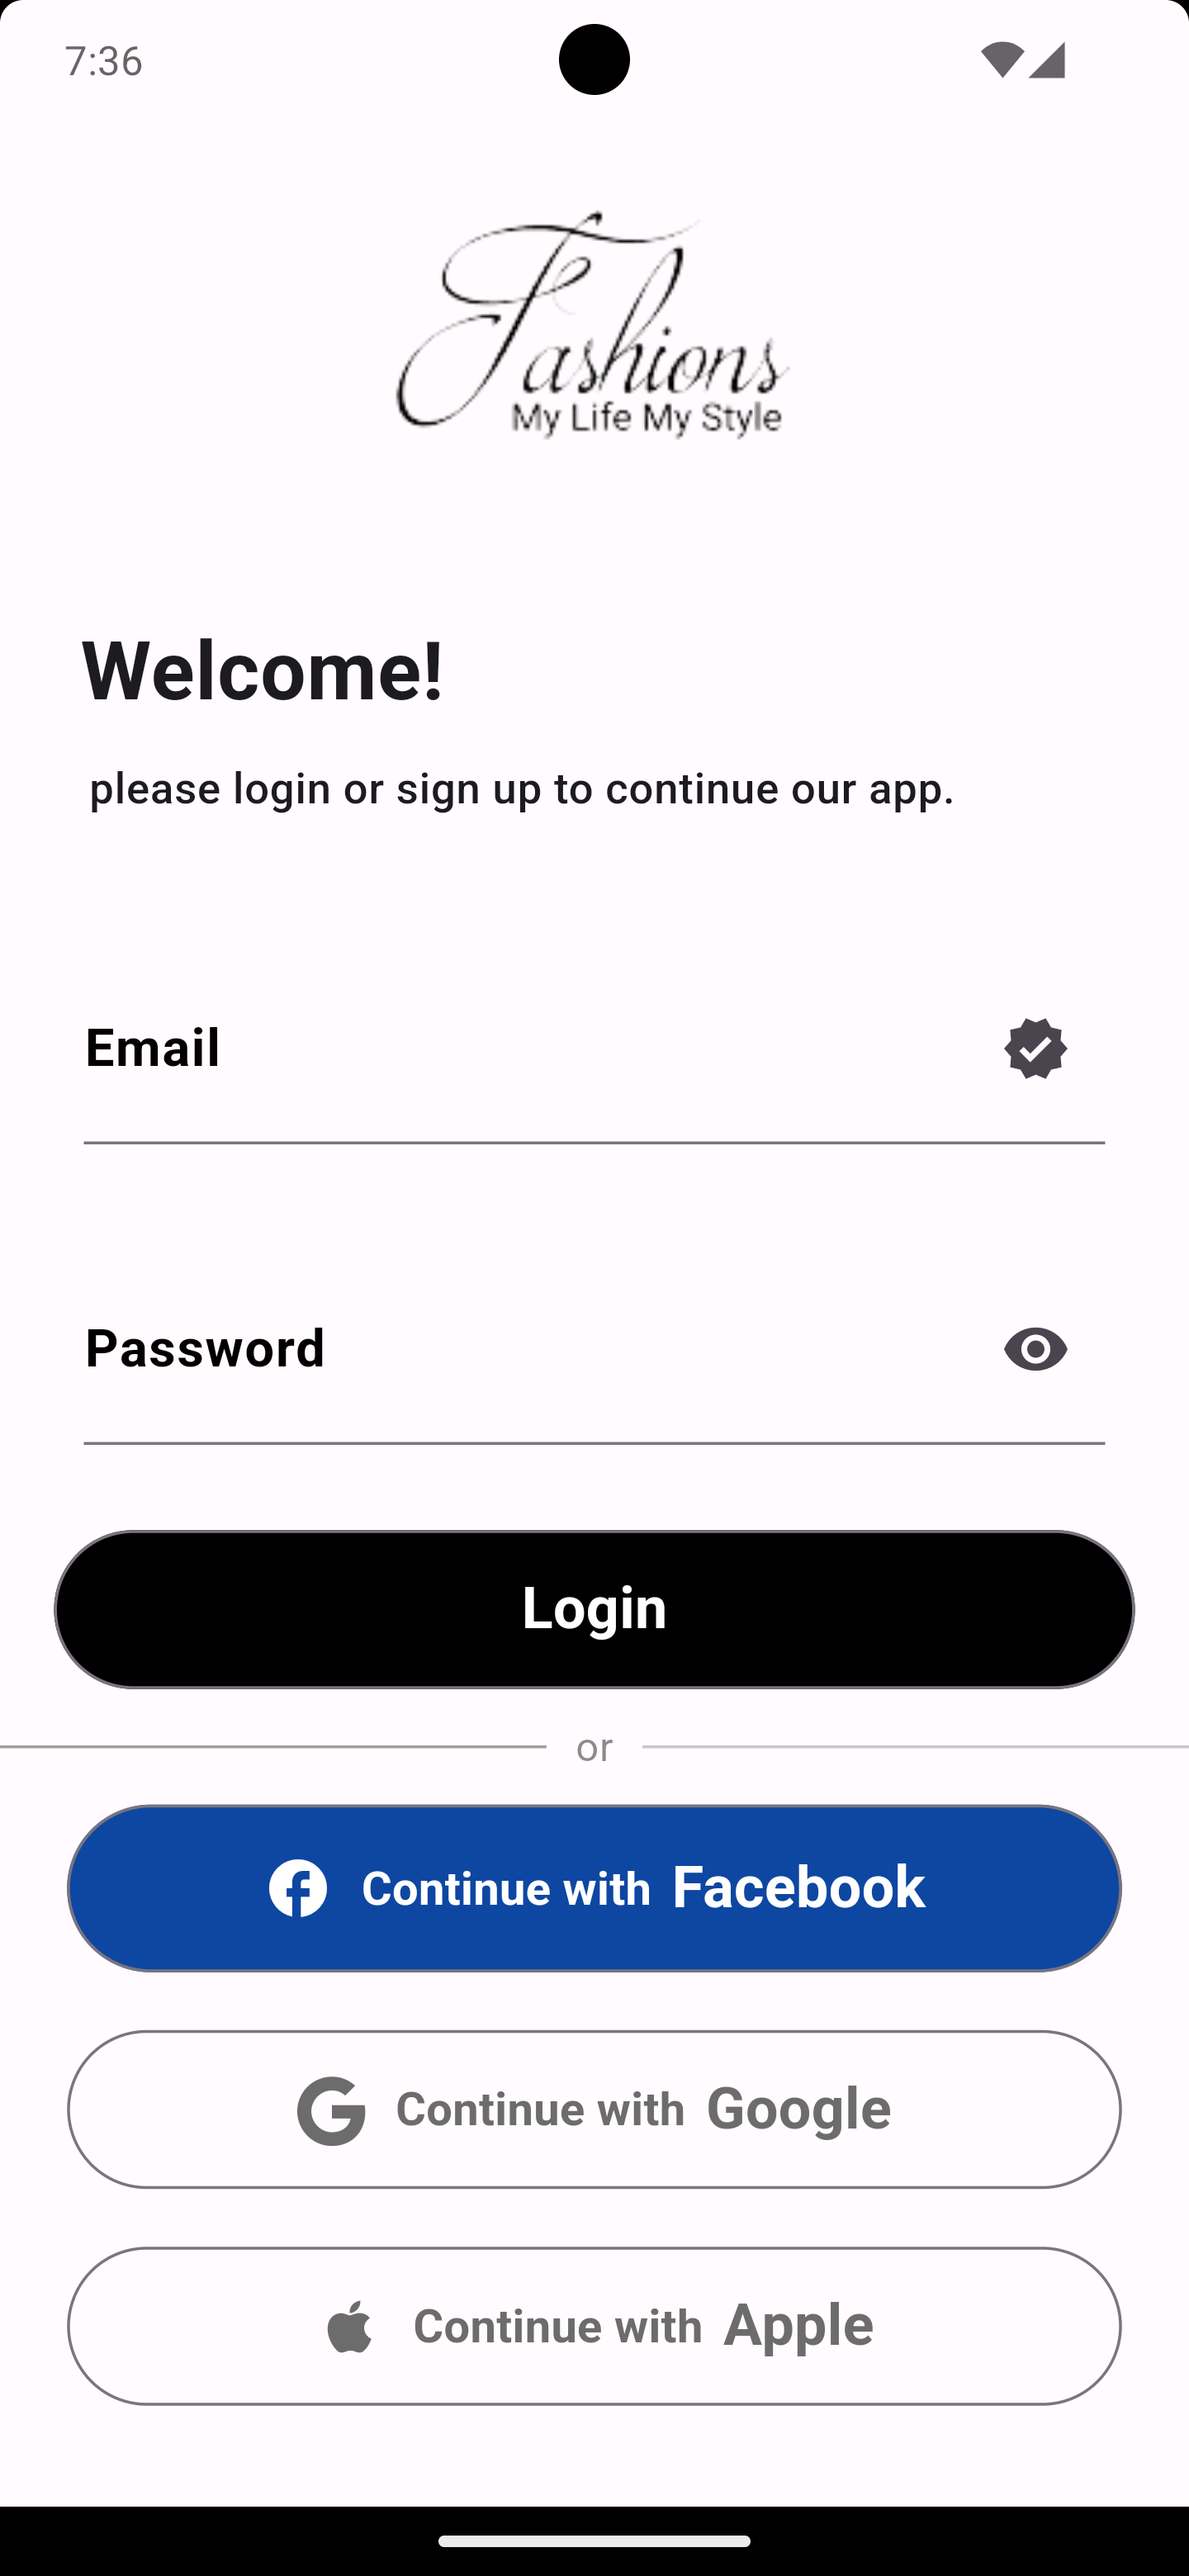 7:36
Fashions
My Life My Style
Welcome!
please login or sign up to continue our app.
Email
Password
Login
or
Continue with Facebook
Continue with Google
Continue with Apple